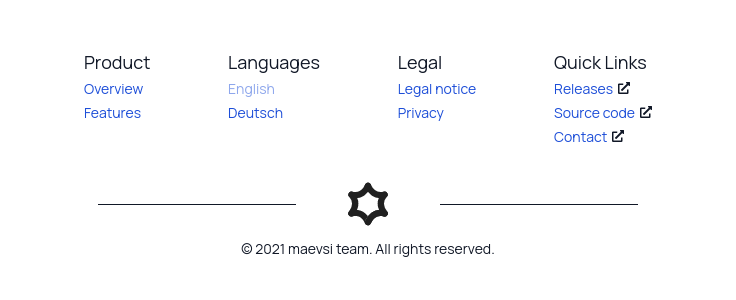 Product
Overview
Features
Languages
English
Deutsch
Legal
Legal notice
Privacy
Quick Links
Releases
Source code
Contact
© 2021 maevsi team. All rights reserved.